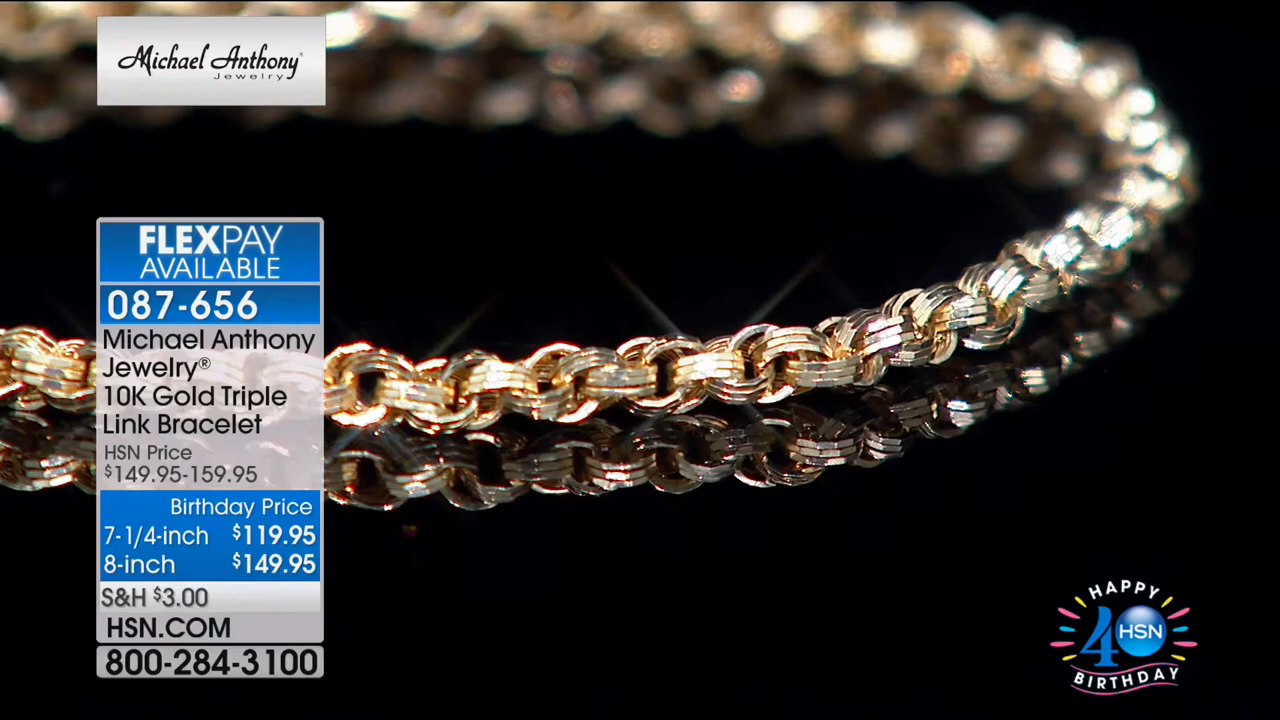 Michael Anthony®
Jewelry
FLEXPAY
AVAILABLE
087-656
Michael Anthony
Jewelry®
10K Gold Triple
Link Bracelet
HSN Price
$149.95-159.95
Birthday Price
7-1/4-inch $119.95
8-inch $149.95
S&H $3.00
HSN.COM
800-284-3100
HAPPY
40 HSN
BIRTHDAY